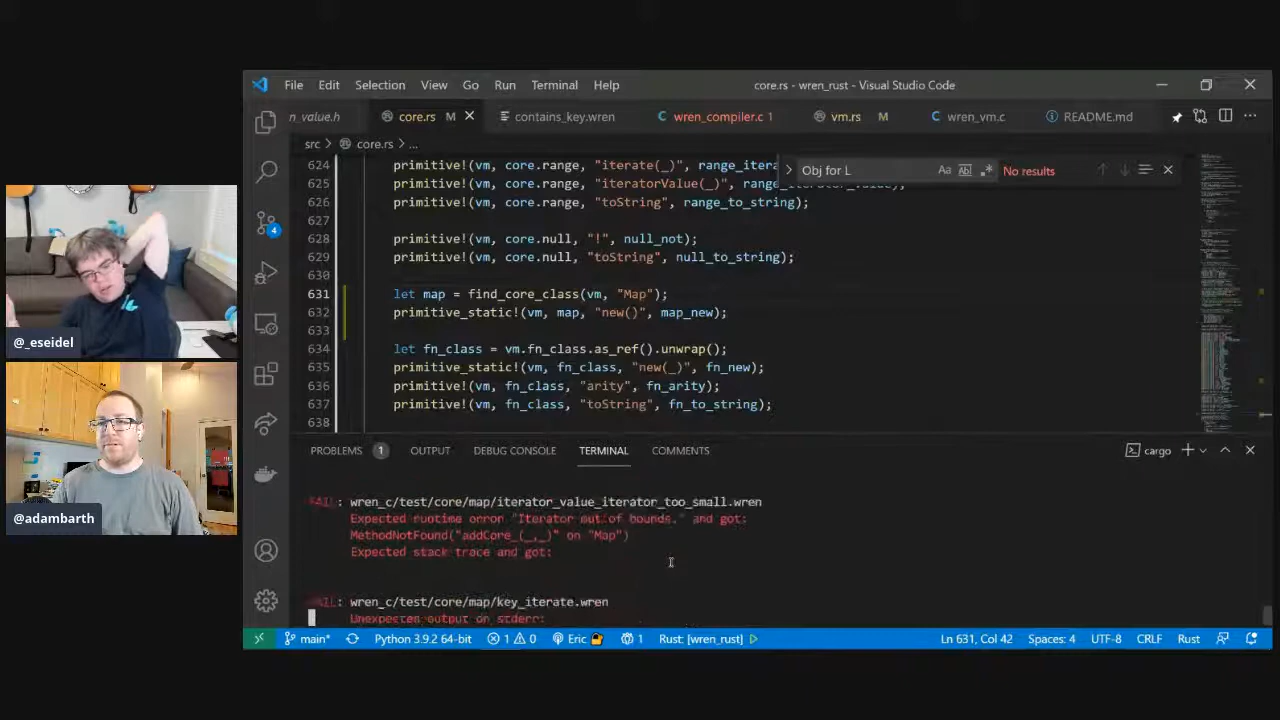 File Edit Selection View Go Run Terminal Help
core.rs - wren_rust - Visual Studio Code
n_value.h core.rs M contains_key.wren wren_compiler.c 1 vm.rs M wren_vm.c README.md
src > core.rs > ...
Obj for L
No results
624 primitive!(vm, core.range, "iterate(_)",
625 primitive!(vm, core.range, "iteratorValue(_)",
626 primitive!(vm, core.range, "toString", range_to_string);
627
628 primitive!(vm, core.null, "!", null_not);
629 primitive!(vm, core.null, "toString", null_to_string);
630
631 let map = find_core_class(vm, "Map");
632 primitive_static!(vm, map, "new()", map_new);
633
634 let fn_class = vm.fn_class.as_ref().unwrap();
635 primitive_static!(vm, fn_class, "new(_)", fn_new);
636 primitive!(vm, fn_class, "arity", fn_arity);
637 primitive!(vm, fn_class, "toString", fn_to_string);
638
4
@_eseidel
@adambarth
PROBLEMS 1 OUTPUT DEBUG CONSOLE TERMINAL COMMENTS
cargo
FAIL: wren_c/test/core/map/iterator_value_iterator_too_small.wren
Expected runtime error "Iterator out of bounds." and got:
MethodNotFound("addCore_(_,_)" on "Map")
Expected stack trace and got:
FAIL: wren_c/test/core/map/key_iterate.wren
Unexpected output on stderr:
main* Python 3.9.2 64-bit 1 0 Eric 1 Rust: [wren_rust] Ln 631, Col 42 Spaces: 4 UTF-8 CRLF Rust